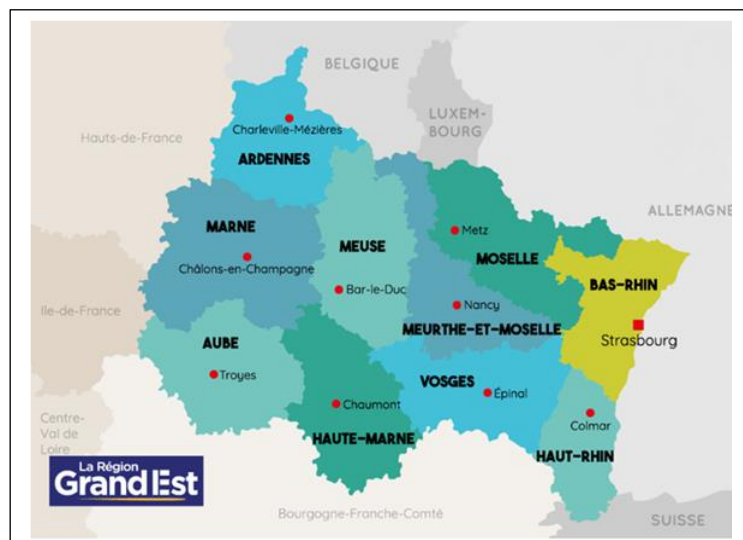 BELGIQUE
LUXEM-
BOURG
Hauts-de-France
Charleville-Mézières
ARDENNES
ALLEMAGNE
MARNE
Metz
MEUSE
Châlons-en-Champagne
MOSELLE
BAS-RHIN
Bar-le-Duc
Nancy
Ile-de-France
MEURTHE-ET-MOSELLE
AUBE
Strasbourg
Troyes
VOSGES
Épinal
Chaumont
Colmar
Centre-
Val de
Loire
HAUTE-MARNE
HAUT-RHIN
La Région
GrandEst
Bourgogne-Franche-Comté
SUISSE